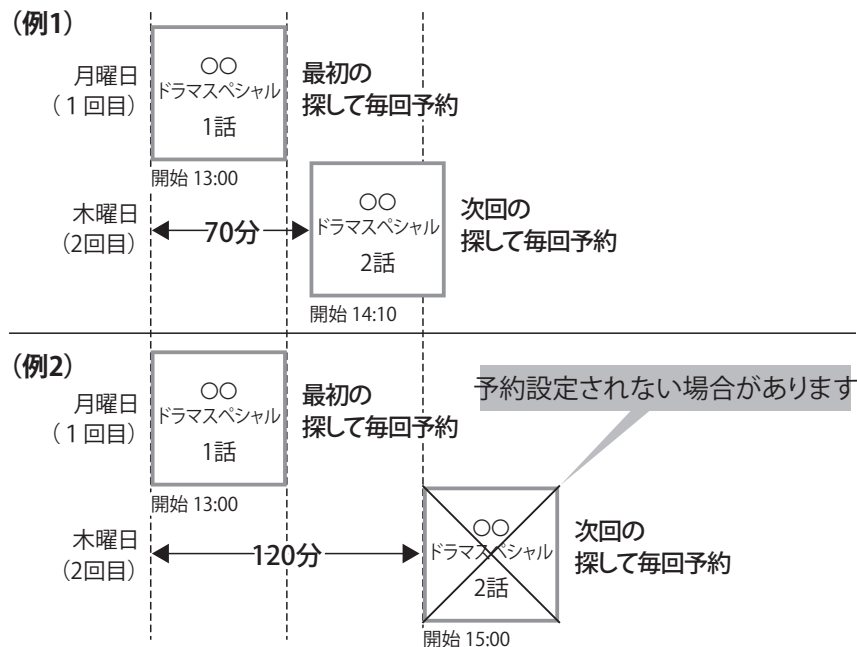 （例1）
月曜日
（１回目）
○○
ドラマスペシャル
1話
最初の
探して毎回予約
開始 13:00
木曜日
（2回目）
70分
○○
ドラマスペシャル
2話
次回の
探して毎回予約
開始 14:10
（例2）
月曜日
（１回目）
○○
ドラマスペシャル
1話
最初の
探して毎回予約
予約設定されない場合があります
開始 13:00
木曜日
（2回目）
120分
○○
ドラマスペシャル
2話
次回の
探して毎回予約
開始 15:00